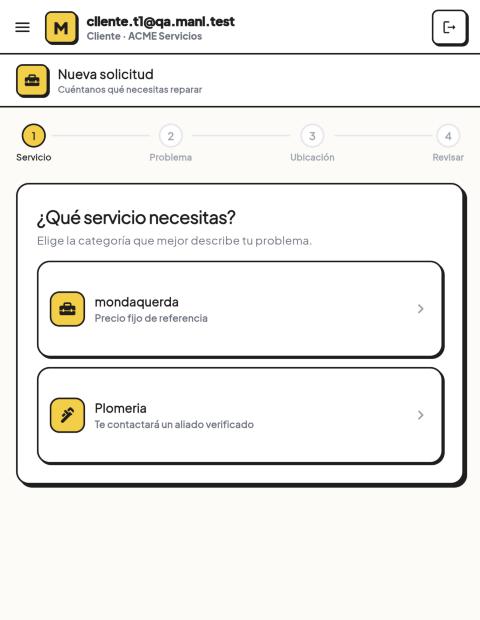 M
cliente.t1@qa.mani.test
Cliente · ACME Servicios
Nueva solicitud
Cuéntanos qué necesitas reparar
1
2
3
4
Servicio
Problema
Ubicación
Revisar
¿Qué servicio necesitas?
Elige la categoría que mejor describe tu problema.
mondaquerda
Precio fijo de referencia
Plomeria
Te contactará un aliado verificado